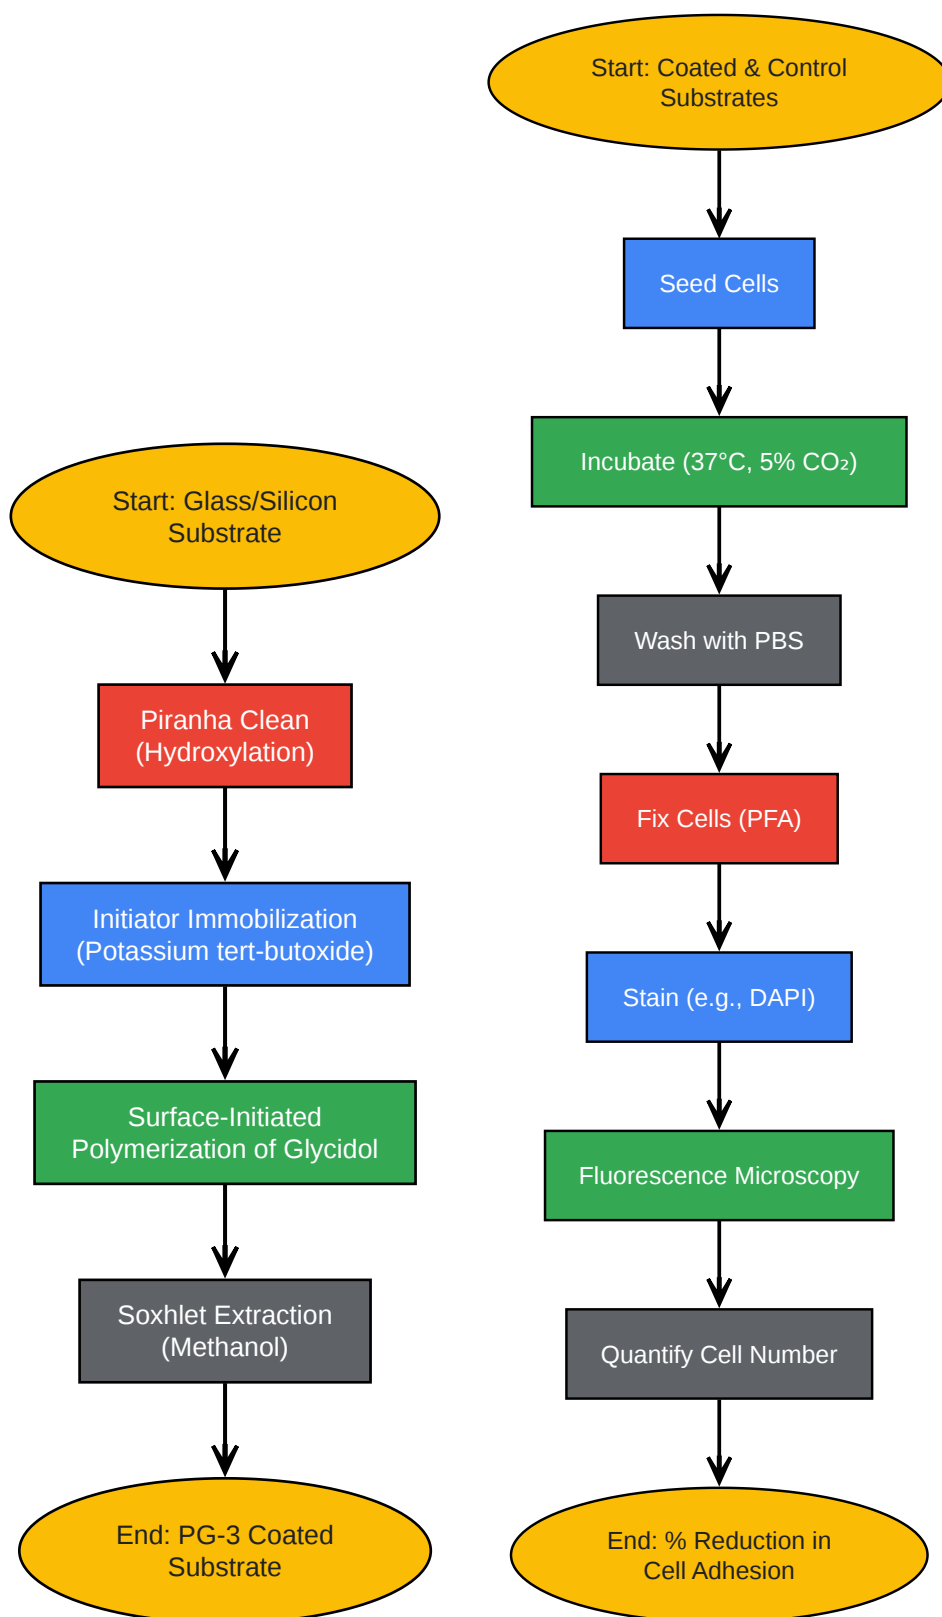 Start: Glass/Silicon
Substrate
Piranha Clean
(Hydroxylation)
Initiator Immobilization
(Potassium tert-butoxide)
Surface-Initiated
Polymerization of Glycidol
Soxhlet Extraction
(Methanol)
End: PG-3 Coated
Substrate
Start: Coated & Control
Substrates
Seed Cells
Incubate (37°C, 5% CO₂)
Wash with PBS
Fix Cells (PFA)
Stain (e.g., DAPI)
Fluorescence Microscopy
Quantify Cell Number
End: % Reduction in
Cell Adhesion